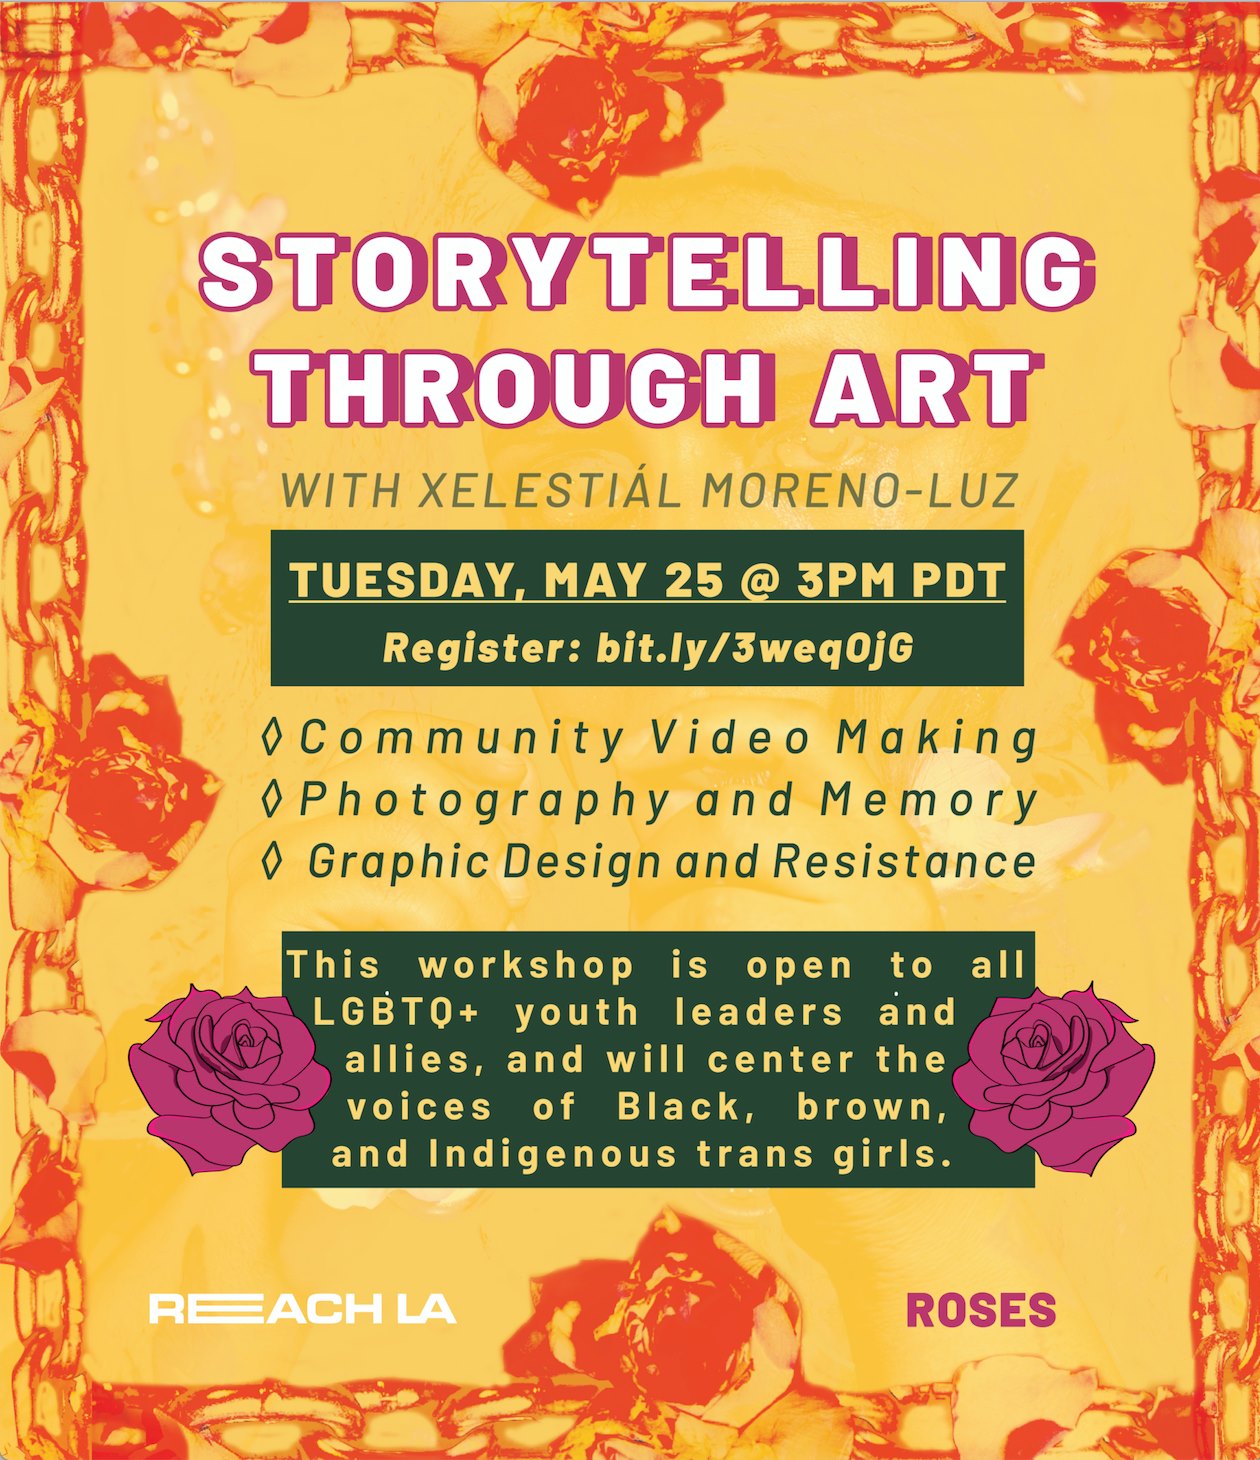 STORYTELLING
THROUGH ART
WITH XELESTIÁL MORENO-LUZ
TUESDAY, MAY 25 @ 3PM PDT
Register: bit.ly/3weqOjG
◊ Community Video Making
◊ Photography and Memory
◊ Graphic Design and Resistance
This workshop is open to all
LGBTQ+ youth leaders and
allies, and will center the
voices of Black, brown,
and Indigenous trans girls.
REACH LA
ROSES